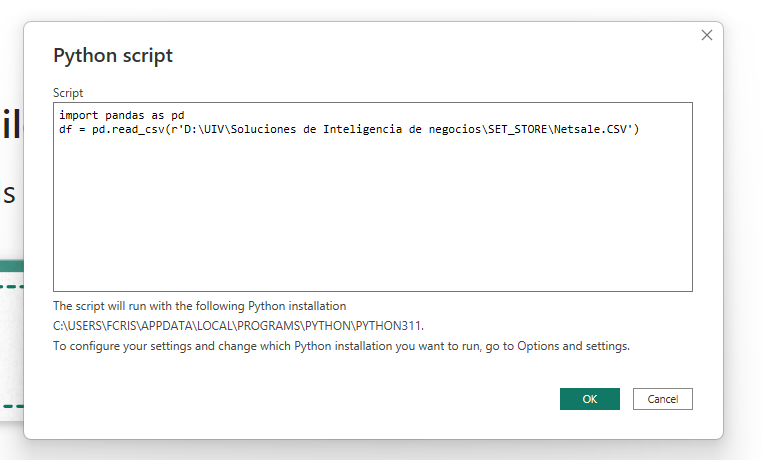 Python script
Script
import pandas as pd
df = pd.read_csv(r'D:\UIV\Soluciones de Inteligencia de negocios\SET_STORE\Netsale.CSV')
il
s
The script will run with the following Python installation
C:\USERS\FCRIS\APPDATA\LOCAL\PROGRAMS\PYTHON\PYTHON311.
To configure your settings and change which Python installation you want to run, go to Options and settings.
OK Cancel